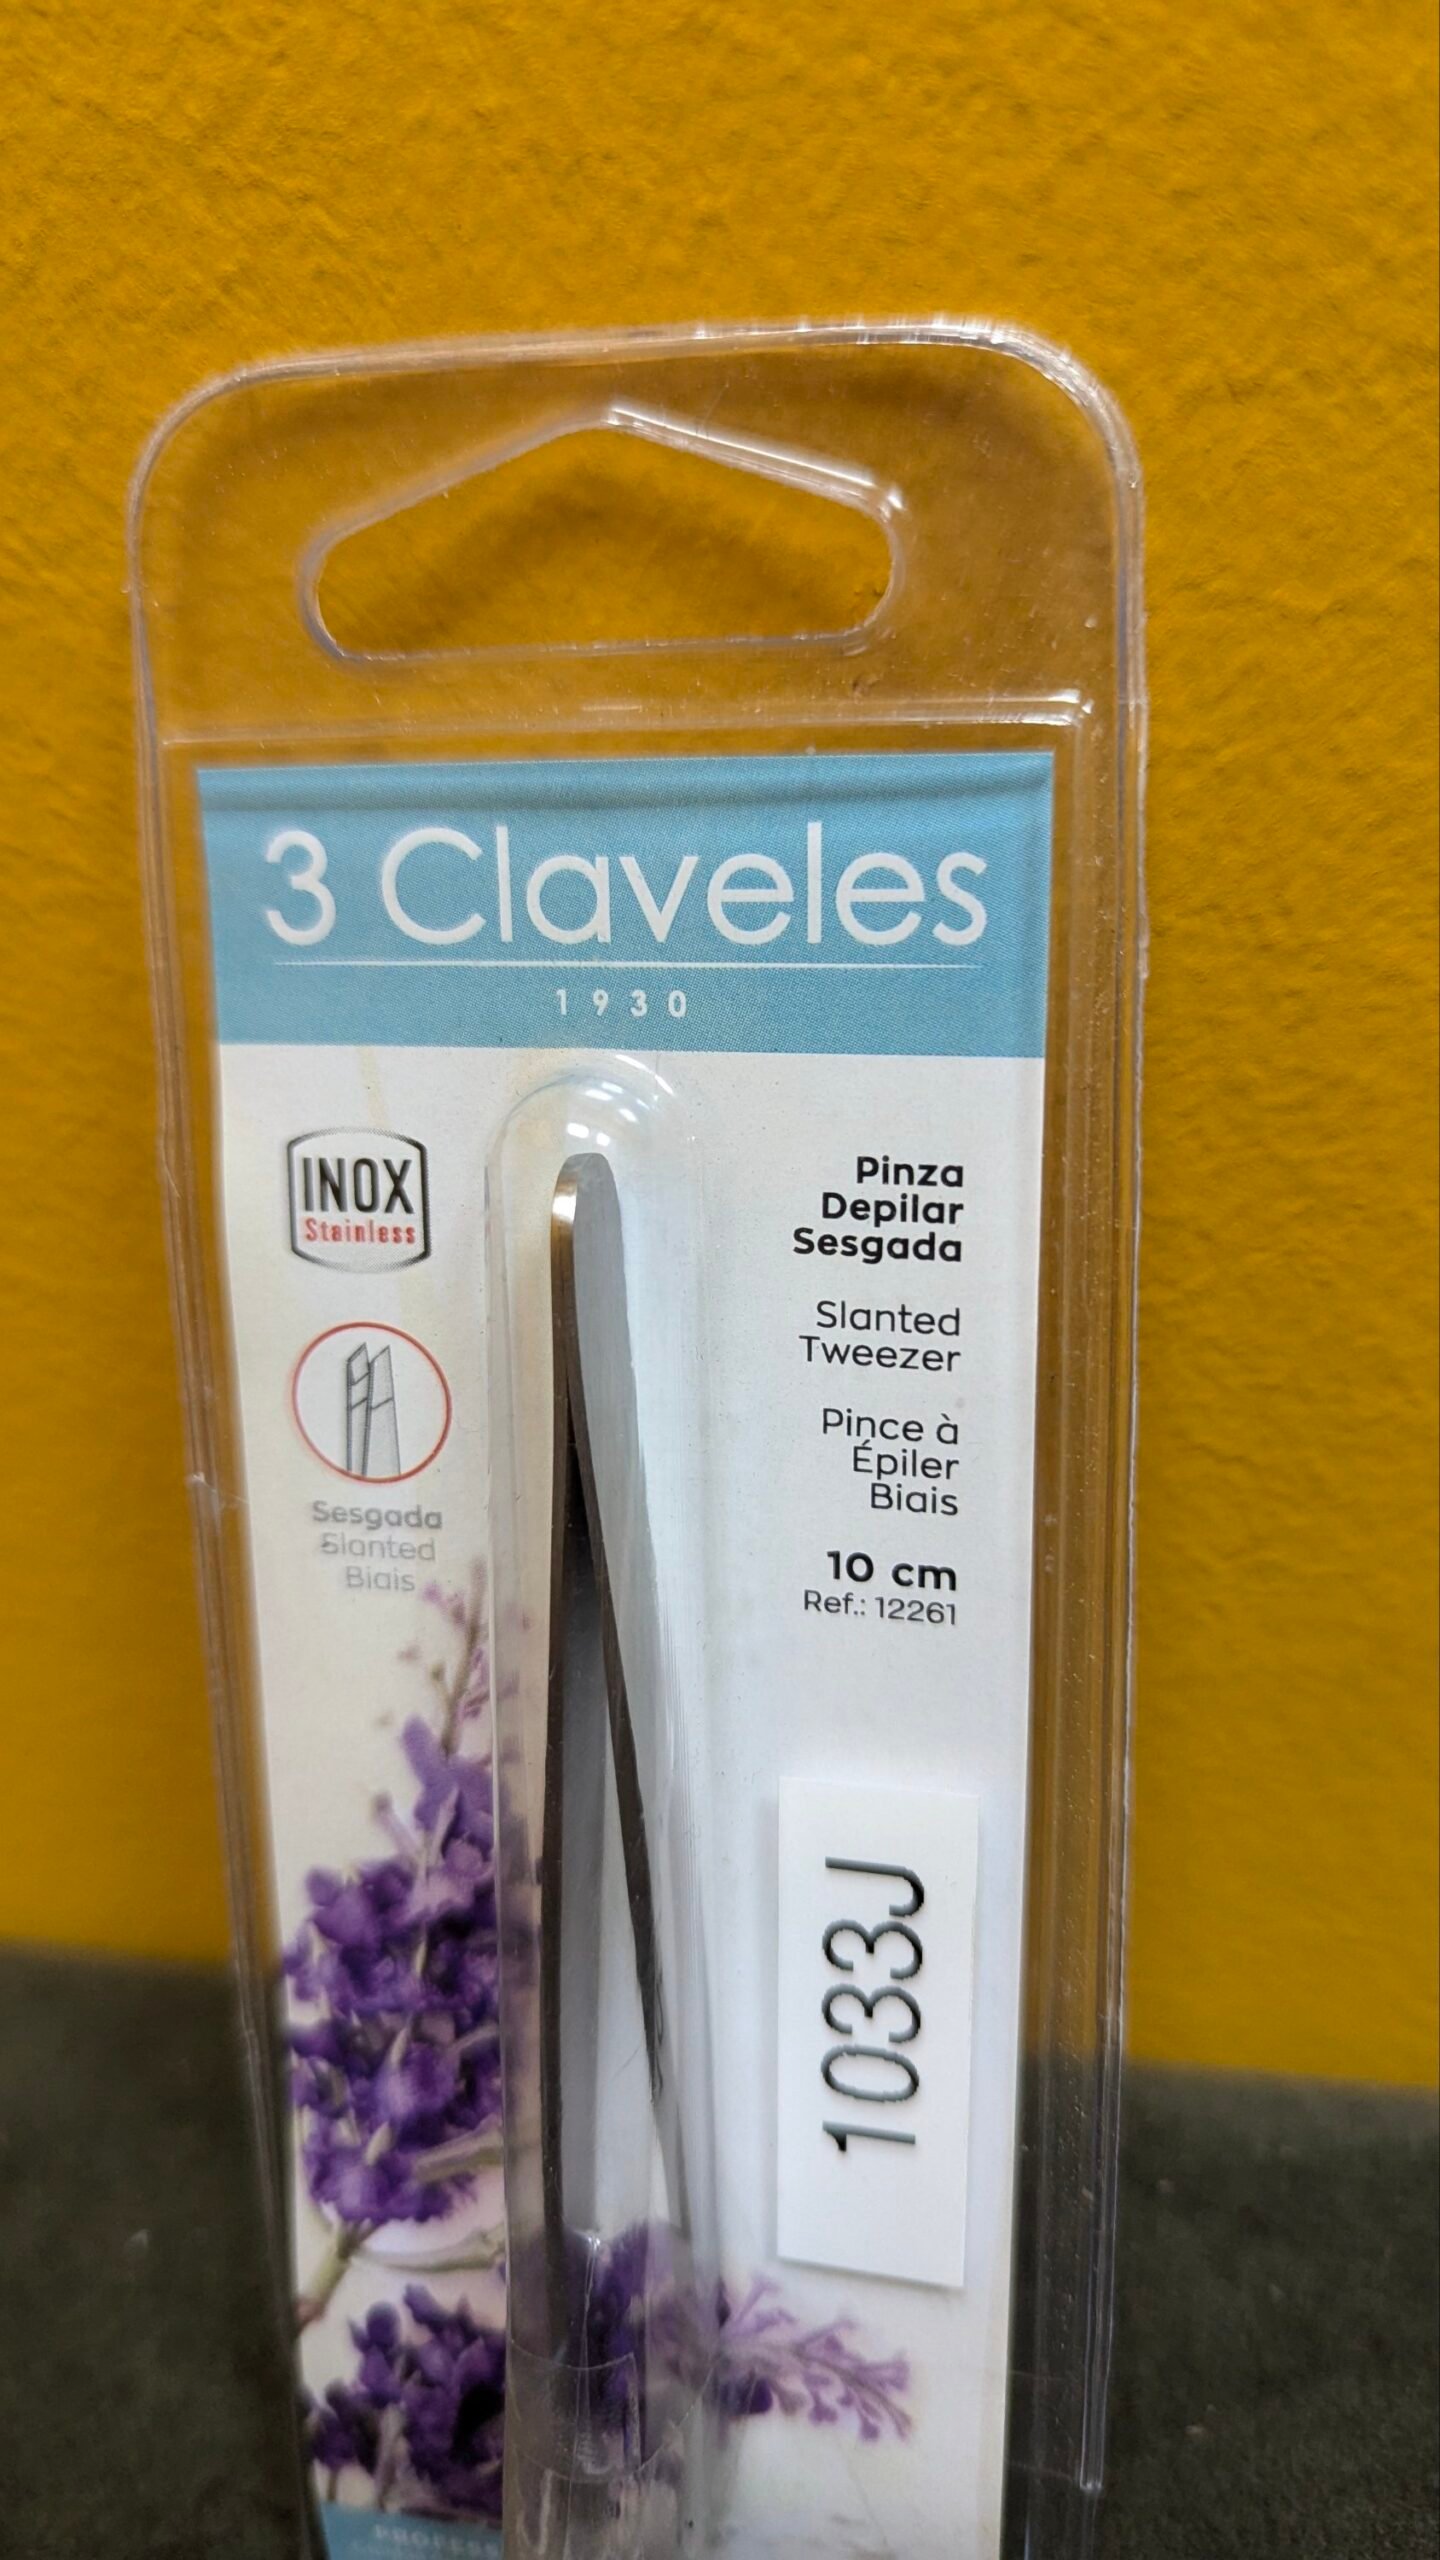 3 Claveles
1930
INOX
Stainless
Sesgada
Slanted
Biais
Pinza
Depilar
Sesgada
Slanted
Tweezer
Pince à
Épiler
Biais
10 cm
Ref.: 12261
1033J